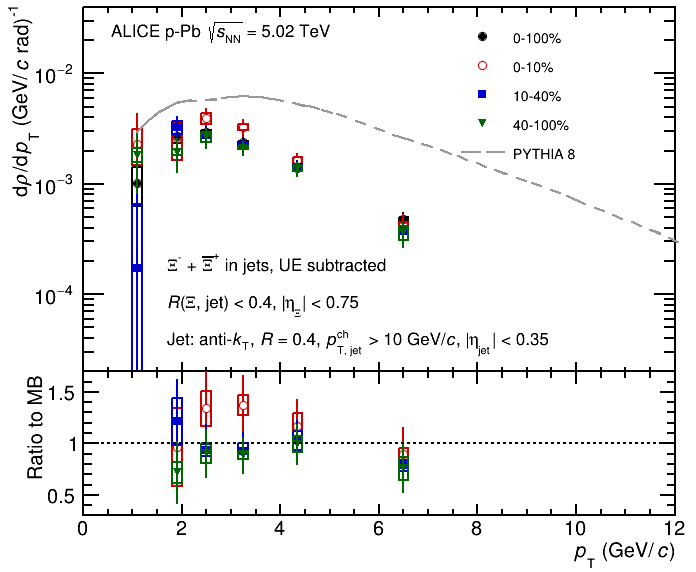 ALICE p-Pb √s_NN = 5.02 TeV
0-100%
0-10%
10-40%
40-100%
PYTHIA 8
dρ/dp_T (GeV/c rad)^-1
10^-2
10^-3
10^-4
Ξ^- + Ξ̅^+ in jets, UE subtracted
R(Ξ, jet) < 0.4, |η_Ξ| < 0.75
Jet: anti-k_T, R = 0.4, p_T, jet^ch > 10 GeV/c, |η_jet| < 0.35
Ratio to MB
1.5
1
0.5
0 2 4 6 8 10 12
p_T (GeV/c)